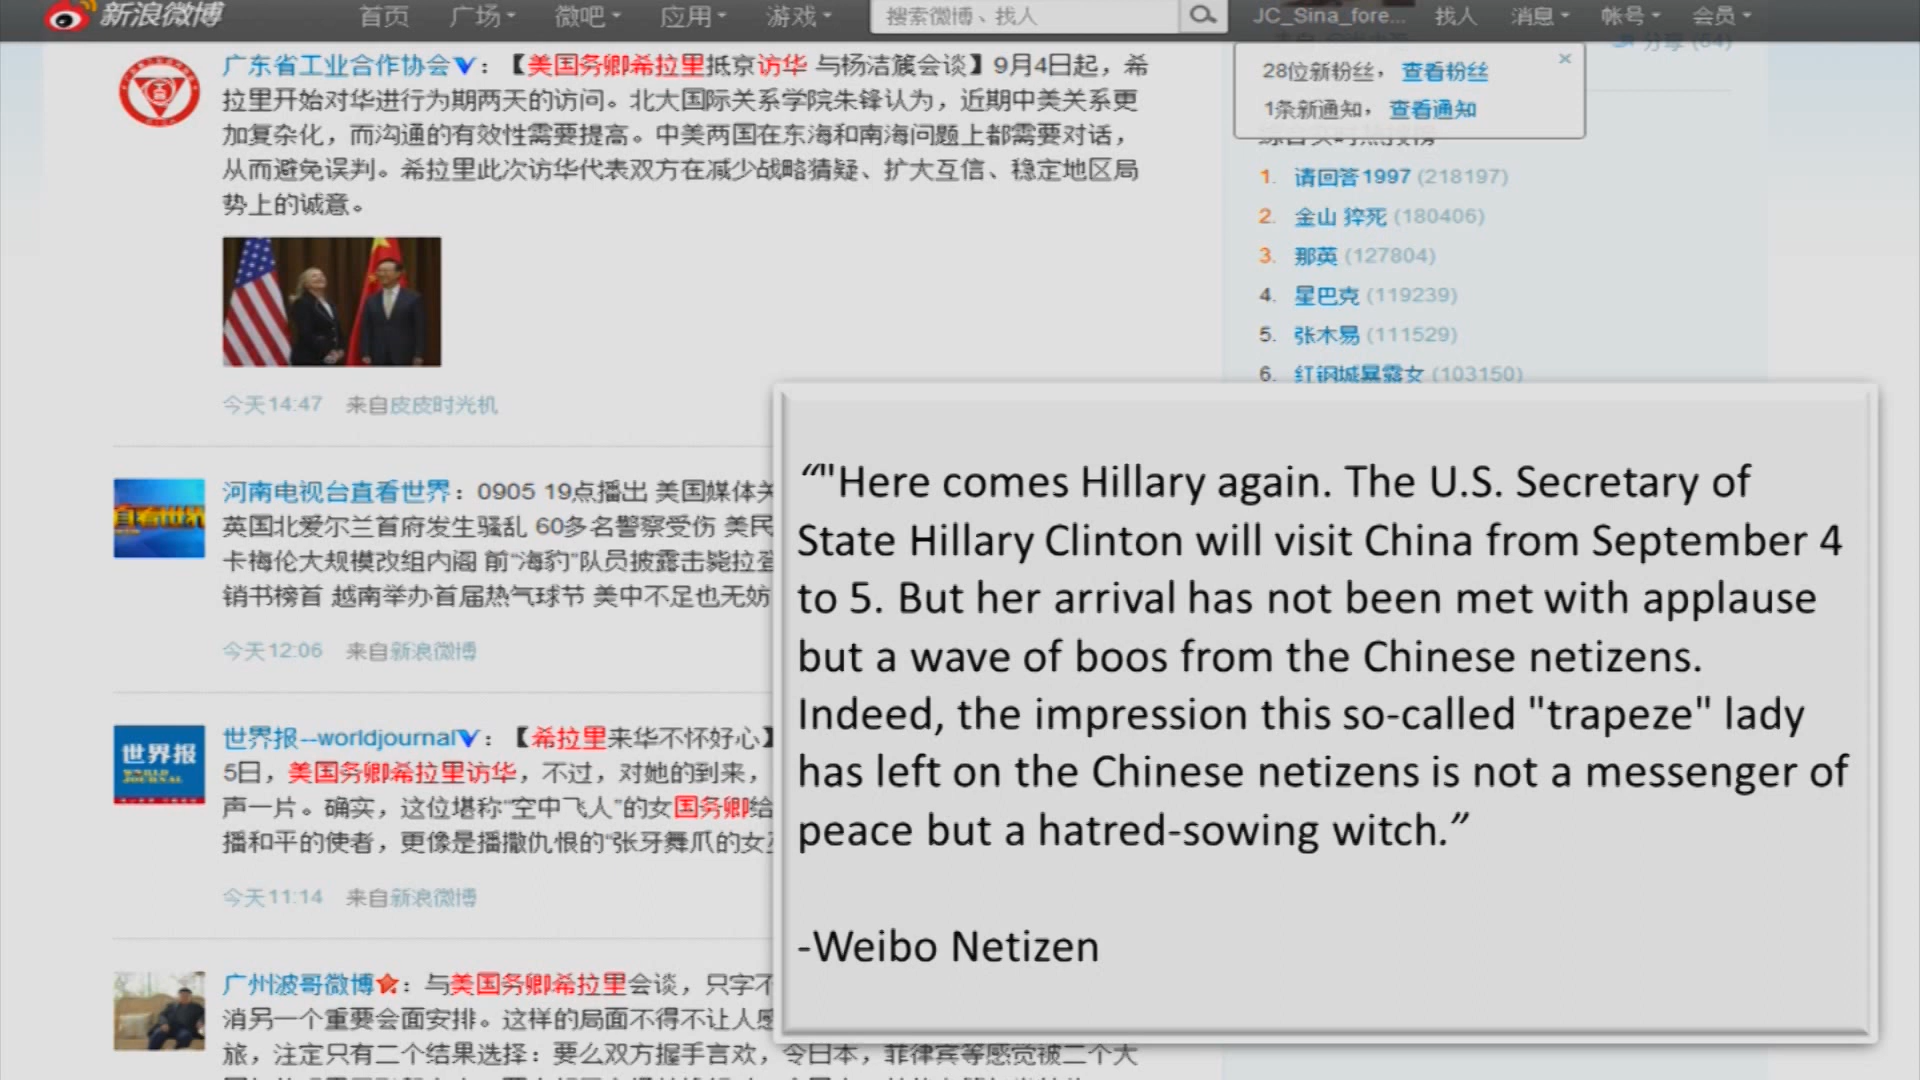 新浪微博
首页 广场 微吧 应用 游戏 搜索微博、找人 JC_Sina_fore... 找人 消息 帐号 会员
广东省工业合作协会：【美国务卿希拉里抵京访华 与杨洁篪会谈】9月4日起，希
拉里开始对华进行为期两天的访问。北大国际关系学院朱锋认为，近期中美关系更
加复杂化，而沟通的有效性需要提高。中美两国在东海和南海问题上都需要对话，
从而避免误判。希拉里此次访华代表双方在减少战略猜疑、扩大互信、稳定地区局
势上的诚意。
今天14:47 来自皮皮时光机
河南电视台直看世界：0905 19点播出 美国媒体关
英国北爱尔兰首府发生骚乱 60多名警察受伤 美民
卡梅伦大规模改组内阁 前“海豹”队员披露击毙拉登
销书榜首 越南举办首届热气球节 美中不足也无妨
今天12:06 来自新浪微博
世界报
WORLD
JOURNAL
世界报--worldjournal：【希拉里来华不怀好心】
5日，美国务卿希拉里访华，不过，对她的到来，
声一片。确实，这位堪称“空中飞人”的女国务卿给
播和平的使者，更像是播撒仇恨的“张牙舞爪的女
今天11:14 来自新浪微博
广州波哥微博：与美国务卿希拉里会谈，只字不
消另一个重要会面安排。这样的局面不得不让人感
旅，注定只有二个结果选择：要么双方握手言欢，令日本，菲律宾等感觉被二个大
分享 (64)
28位新粉丝，查看粉丝
1条新通知，查看通知
1. 请回答1997 (218197)
2. 金山 猝死 (180406)
3. 那英 (127804)
4. 星巴克 (119239)
5. 张木易 (111529)
6. 红钢城暴露女 (103150)
“"Here comes Hillary again. The U.S. Secretary of
State Hillary Clinton will visit China from September 4
to 5. But her arrival has not been met with applause
but a wave of boos from the Chinese netizens.
Indeed, the impression this so-called "trapeze" lady
has left on the Chinese netizens is not a messenger of
peace but a hatred-sowing witch.”
-Weibo Netizen